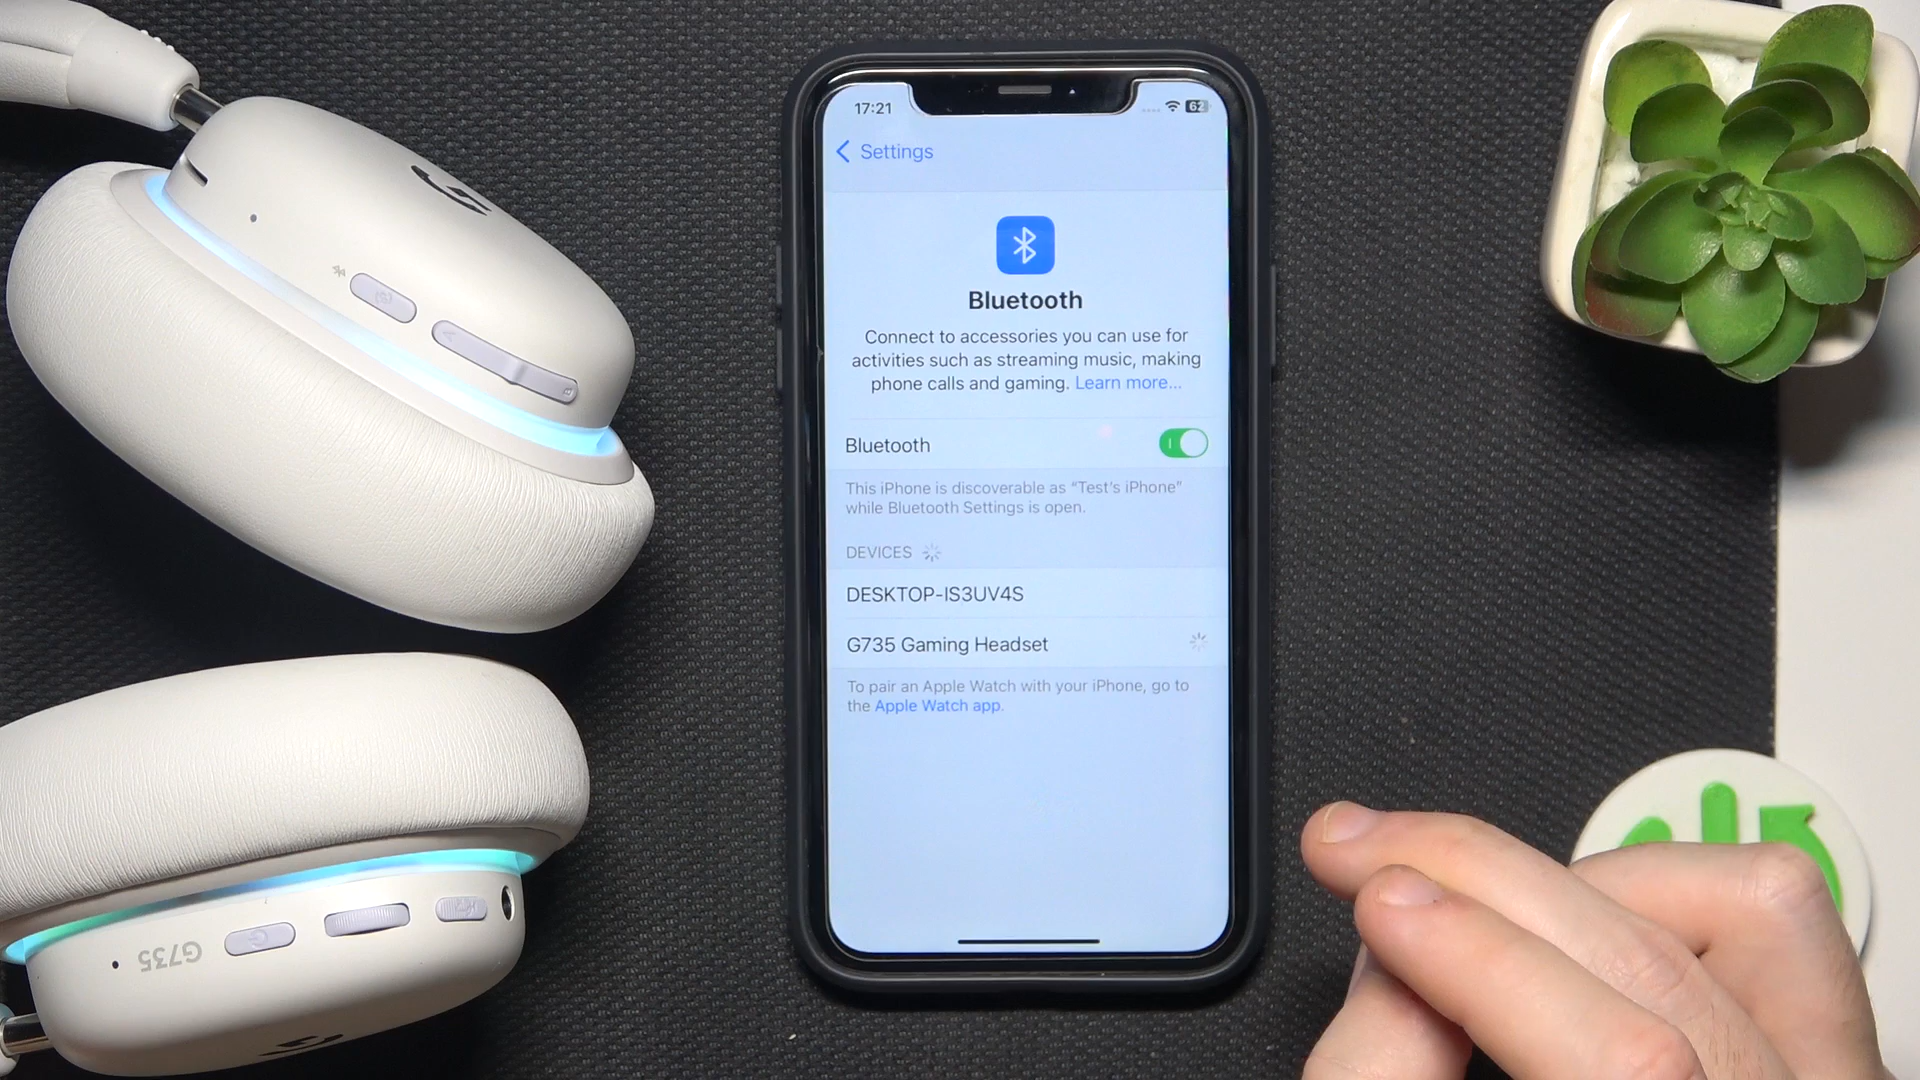 17:21
62
Settings
Bluetooth
Connect to accessories you can use for
activities such as streaming music, making
phone calls and gaming. Learn more...
Bluetooth
This iPhone is discoverable as “Test's iPhone”
while Bluetooth Settings is open.
DEVICES
DESKTOP-IS3UV4S
G735 Gaming Headset
To pair an Apple Watch with your iPhone, go to
the Apple Watch app.
G735